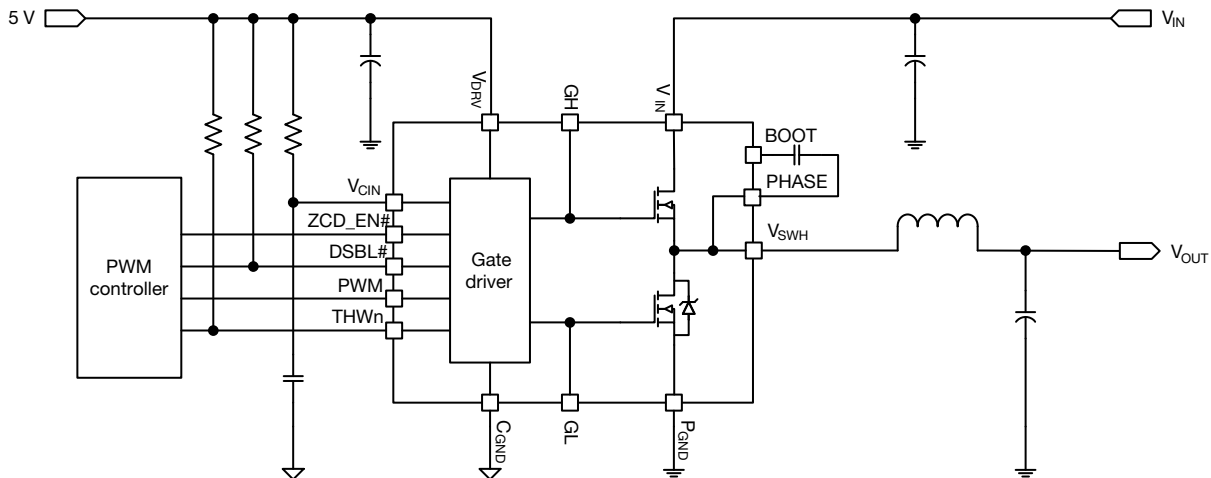 5 V
VIN
VDRV
GH
VIN
BOOT
PHASE
VCIN
ZCD_EN#
DSBL#
PWM
THWn
PWM
controller
Gate
driver
VSWH
VOUT
CGND
GL
PGND